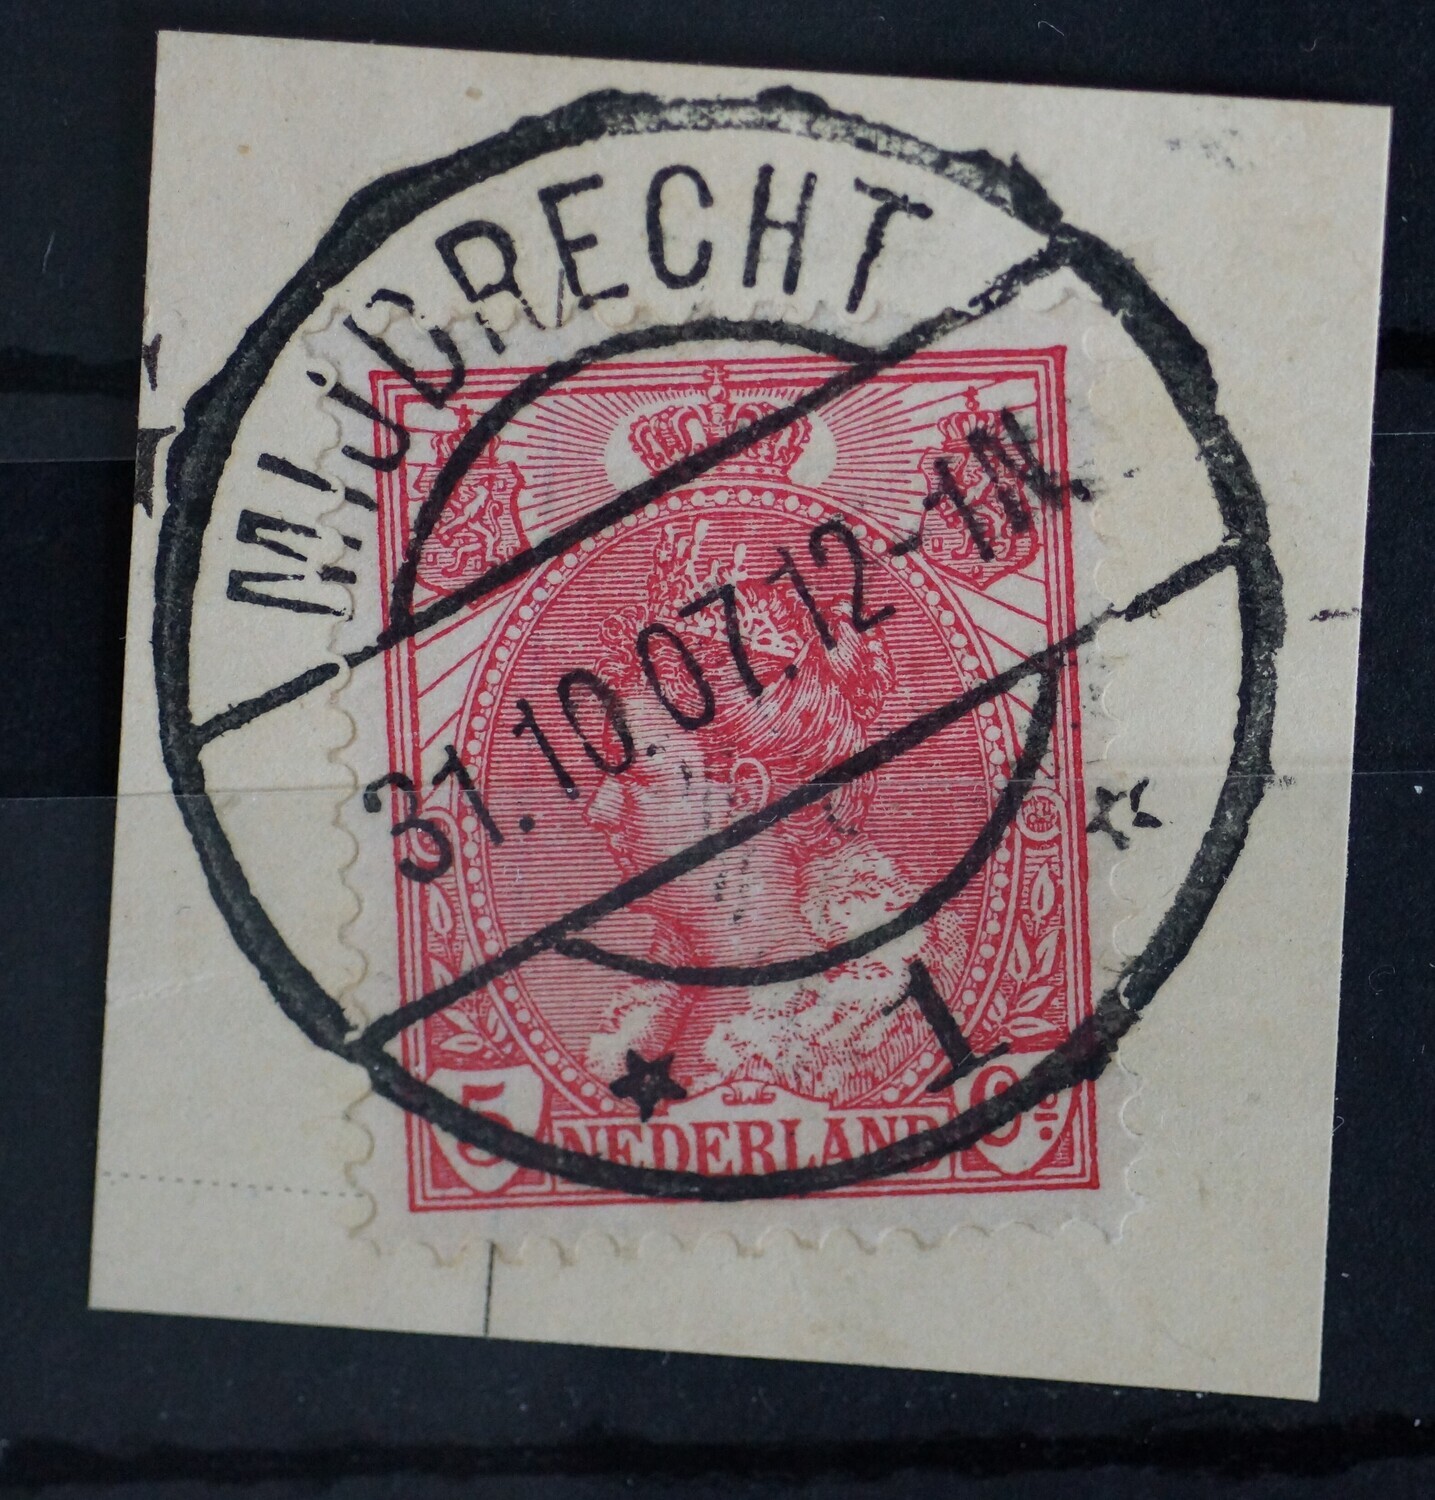 MIJDRECHT
31.10.07.12-1N
1
5 C.
NEDERLAND